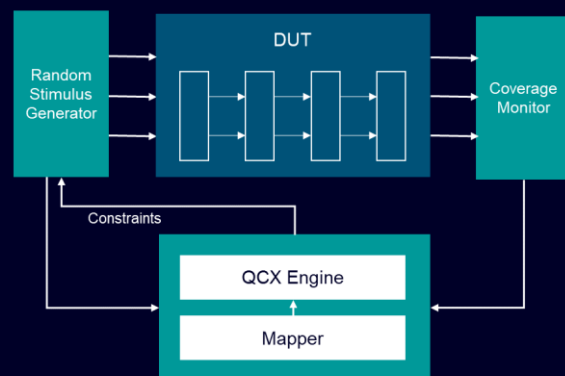 DUT
Random
Stimulus
Generator
Coverage
Monitor
Constraints
QCX Engine
Mapper